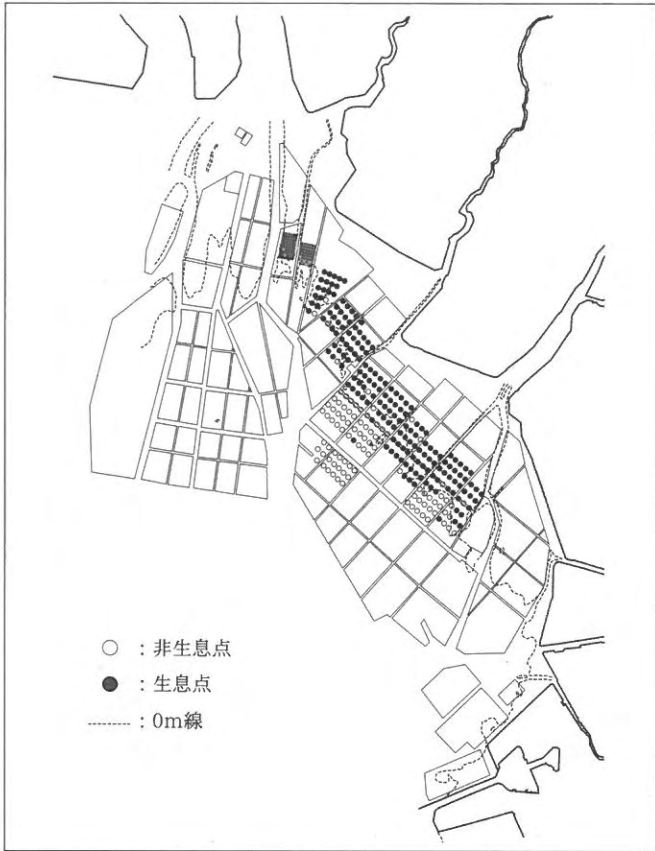 ○ : 非生息点
● : 生息点
------ : 0m線